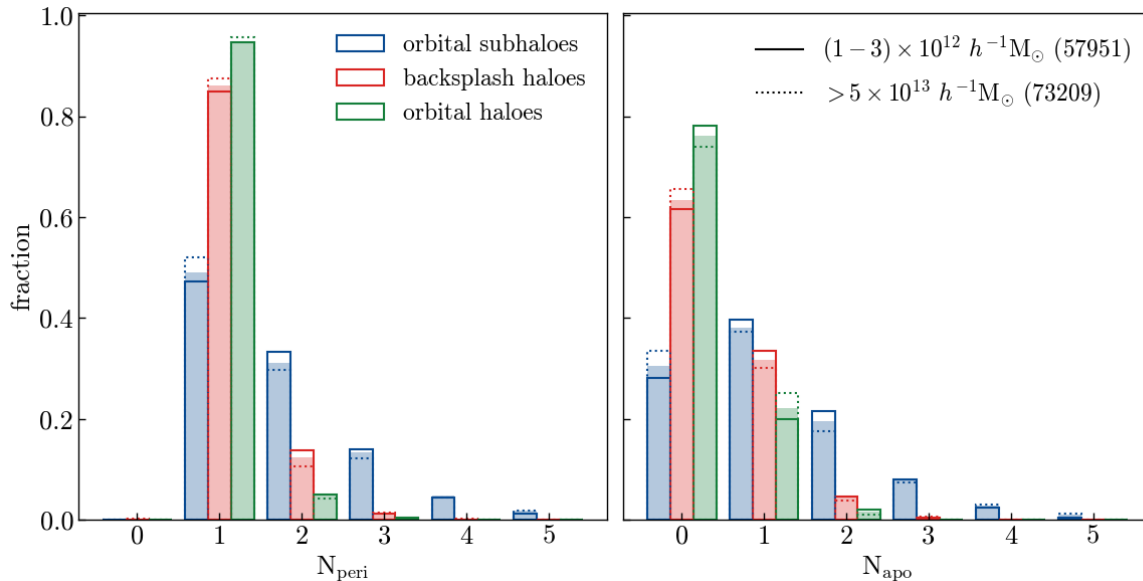 1.0
0.8
0.6
0.4
0.2
0.0
fraction
orbital subhaloes
backsplash haloes
orbital haloes
0 1 2 3 4 5
N_peri
(1 − 3) × 10¹² h⁻¹M⊙ (57951)
> 5 × 10¹³ h⁻¹M⊙ (73209)
0 1 2 3 4 5
N_apo